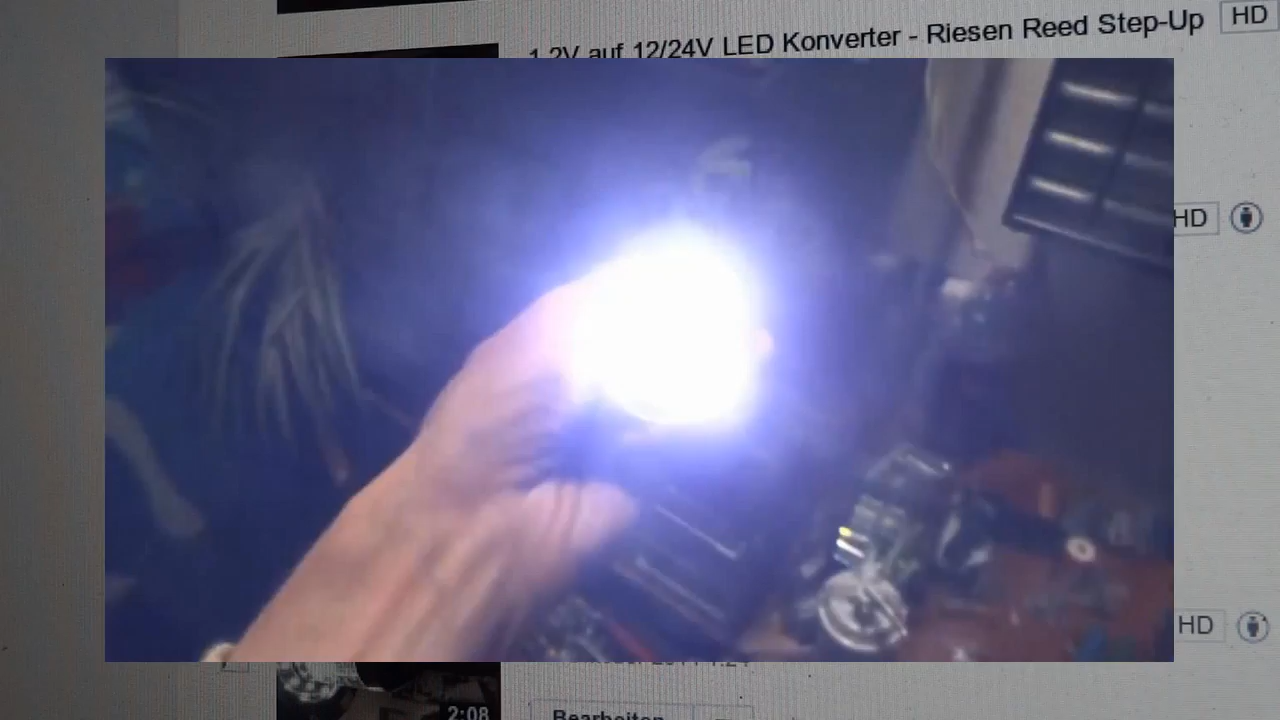 1.2V auf 12/24V LED Konverter - Riesen Reed Step-Up HD
HD
HD
2:08
Bearbeiten